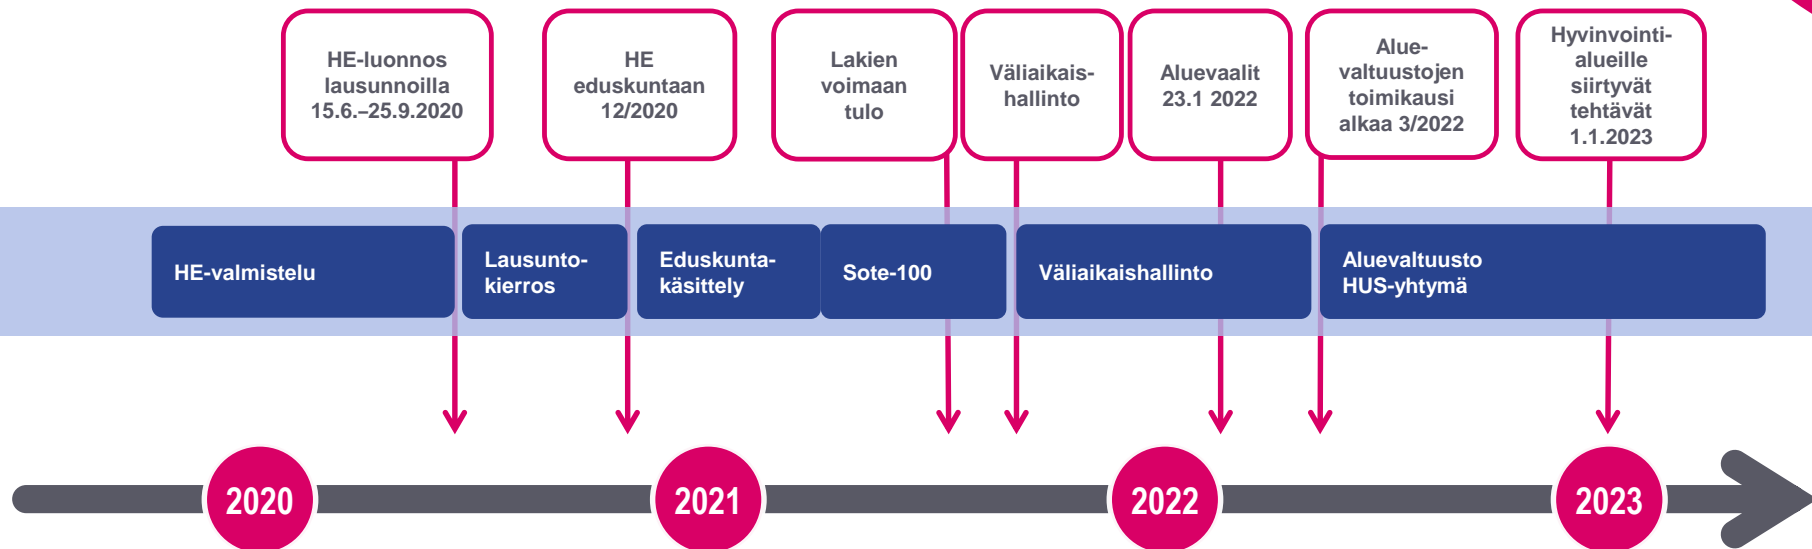 HE-luonnos
lausunnoilla
15.6.–25.9.2020
HE
eduskuntaan
12/2020
Lakien
voimaan
tulo
Väliaikais-
hallinto
Aluevaalit
23.1 2022
Alue-
valtuustojen
toimikausi
alkaa 3/2022
Hyvinvointi-
alueille
siirtyvät
tehtävät
1.1.2023
HE-valmistelu
Lausunto-
kierros
Eduskunta-
käsittely
Sote-100
Väliaikaishallinto
Aluevaltuusto
HUS-yhtymä
2020
2021
2022
2023